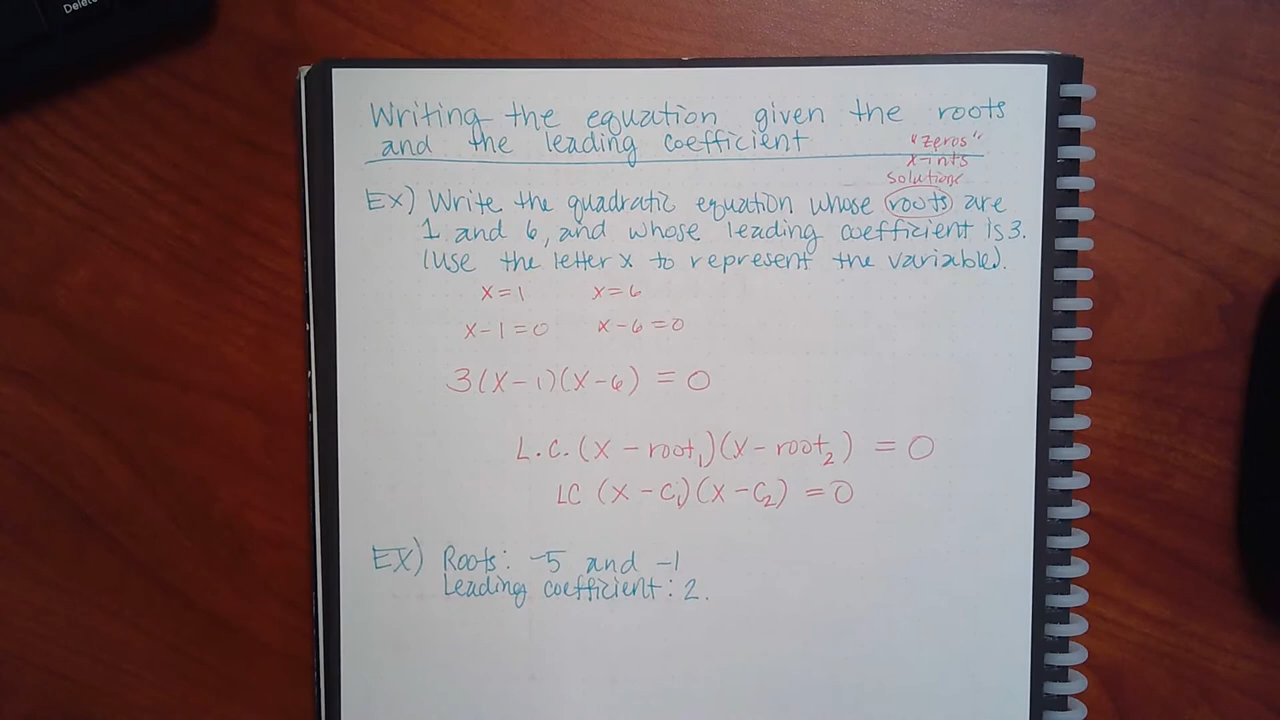 Delete
Writing the equation given the roots
and the leading coefficient
"zeros"
x-ints
solutions
EX) Write the quadratic equation whose roots are
1 and 6, and whose leading coefficient is 3.
(Use the letter x to represent the variable).
x=1 x=6
x-1=0 x-6=0
3(x-1)(x-6) = 0
L.C.(x - root₁)(x - root₂) = 0
LC (x - C₁)(x - C₂) = 0
EX) Roots: -5 and -1
Leading coefficient: 2.